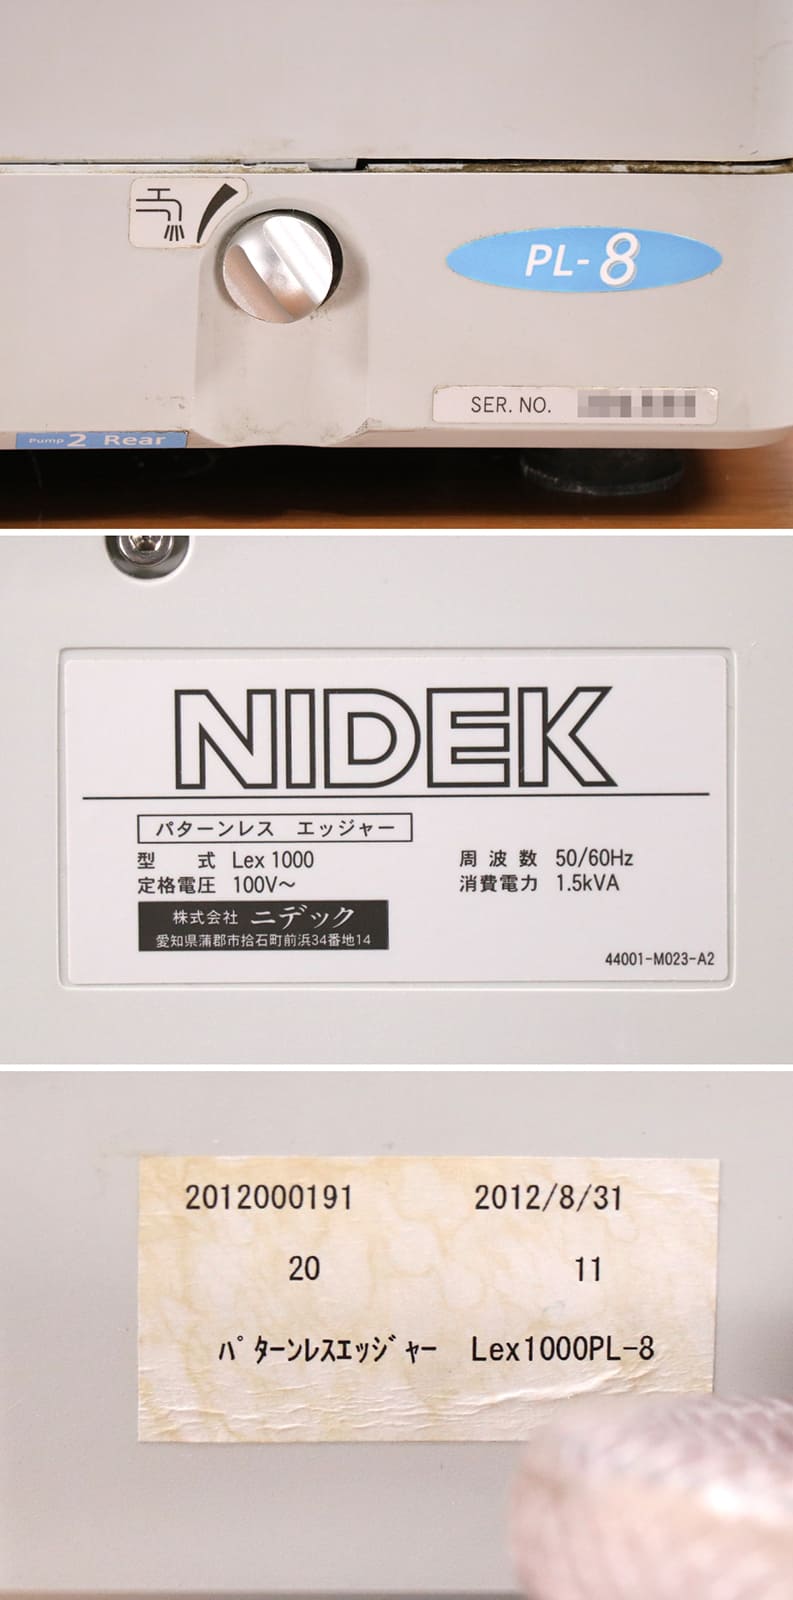 PL-8
SER. NO.
Pump 2 Rear
NIDEK
パターンレス エッジャー
型 式 Lex 1000
周波数 50/60Hz
定格電圧 100V～
消費電力 1.5kVA
株式会社 ニデック
愛知県蒲郡市拾石町前浜34番地14
44001-M023-A2
2012000191 2012/8/31
20 11
ﾊﾟﾀｰﾝﾚｽｴｯｼﾞｬｰ Lex1000PL-8